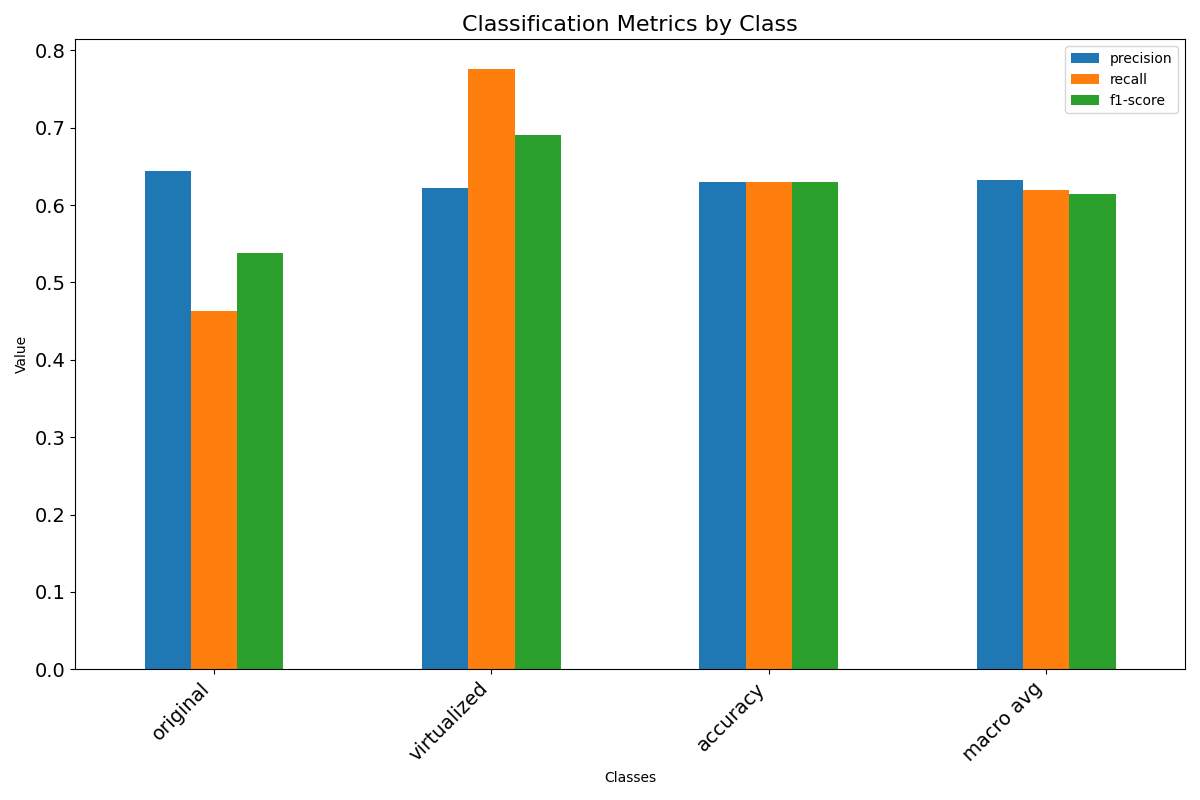 Classification Metrics by Class
precision
recall
f1-score
0.8
0.7
0.6
0.5
0.4
0.3
0.2
0.1
0.0
Value
original
virtualized
accuracy
macro avg
Classes